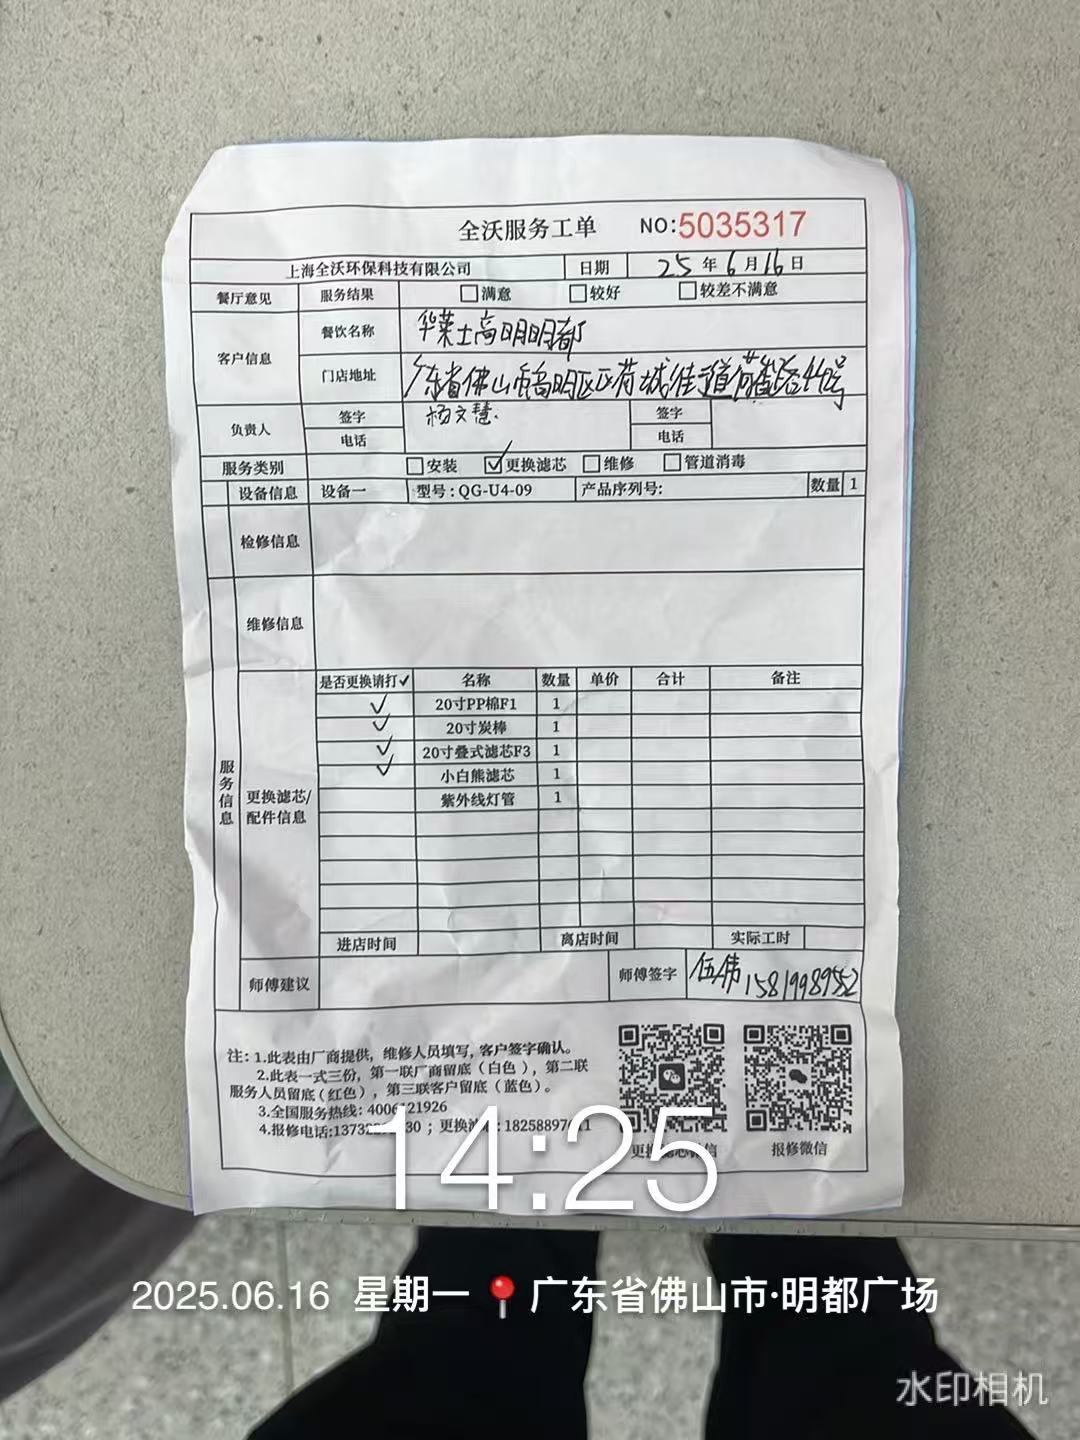 全沃服务工单 NO:5035317
上海全沃环保科技有限公司 日期 25年6月16日
餐厅意见 服务结果 □满意 □较好 □较差不满意
客户信息 餐饮名称 华莱士高明明都
门店地址 广东省佛山市高明区荷城街道
负责人 签字 杨文慧 签字
电话 电话
服务类别 □安装 ☑更换滤芯 □维修 □管道消毒
设备信息 设备一 型号:QG-U4-09 产品序列号: 数量 1
检修信息
维修信息
服务信息
更换滤芯/配件信息
是否更换请打✓ 名称 数量 单价 合计 备注
✓ 20寸PP棉F1 1
✓ 20寸炭棒 1
✓ 20寸叠式滤芯F3 1
✓ 小白熊滤芯 1
紫外线灯管 1
进店时间 离店时间 实际工时
师傅建议 师傅签字 伍伟 15819989552
注:1.此表由厂商提供,维修人员填写,客户签字确认。
2.此表一式三份,第一联厂商留底(白色),第二联
服务人员留底(红色),第三联客户留底(蓝色)。
3.全国服务热线:
4.报修电话: ;更换
报修微信
14:25
2025.06.16 星期一 广东省佛山市·明都广场
水印相机